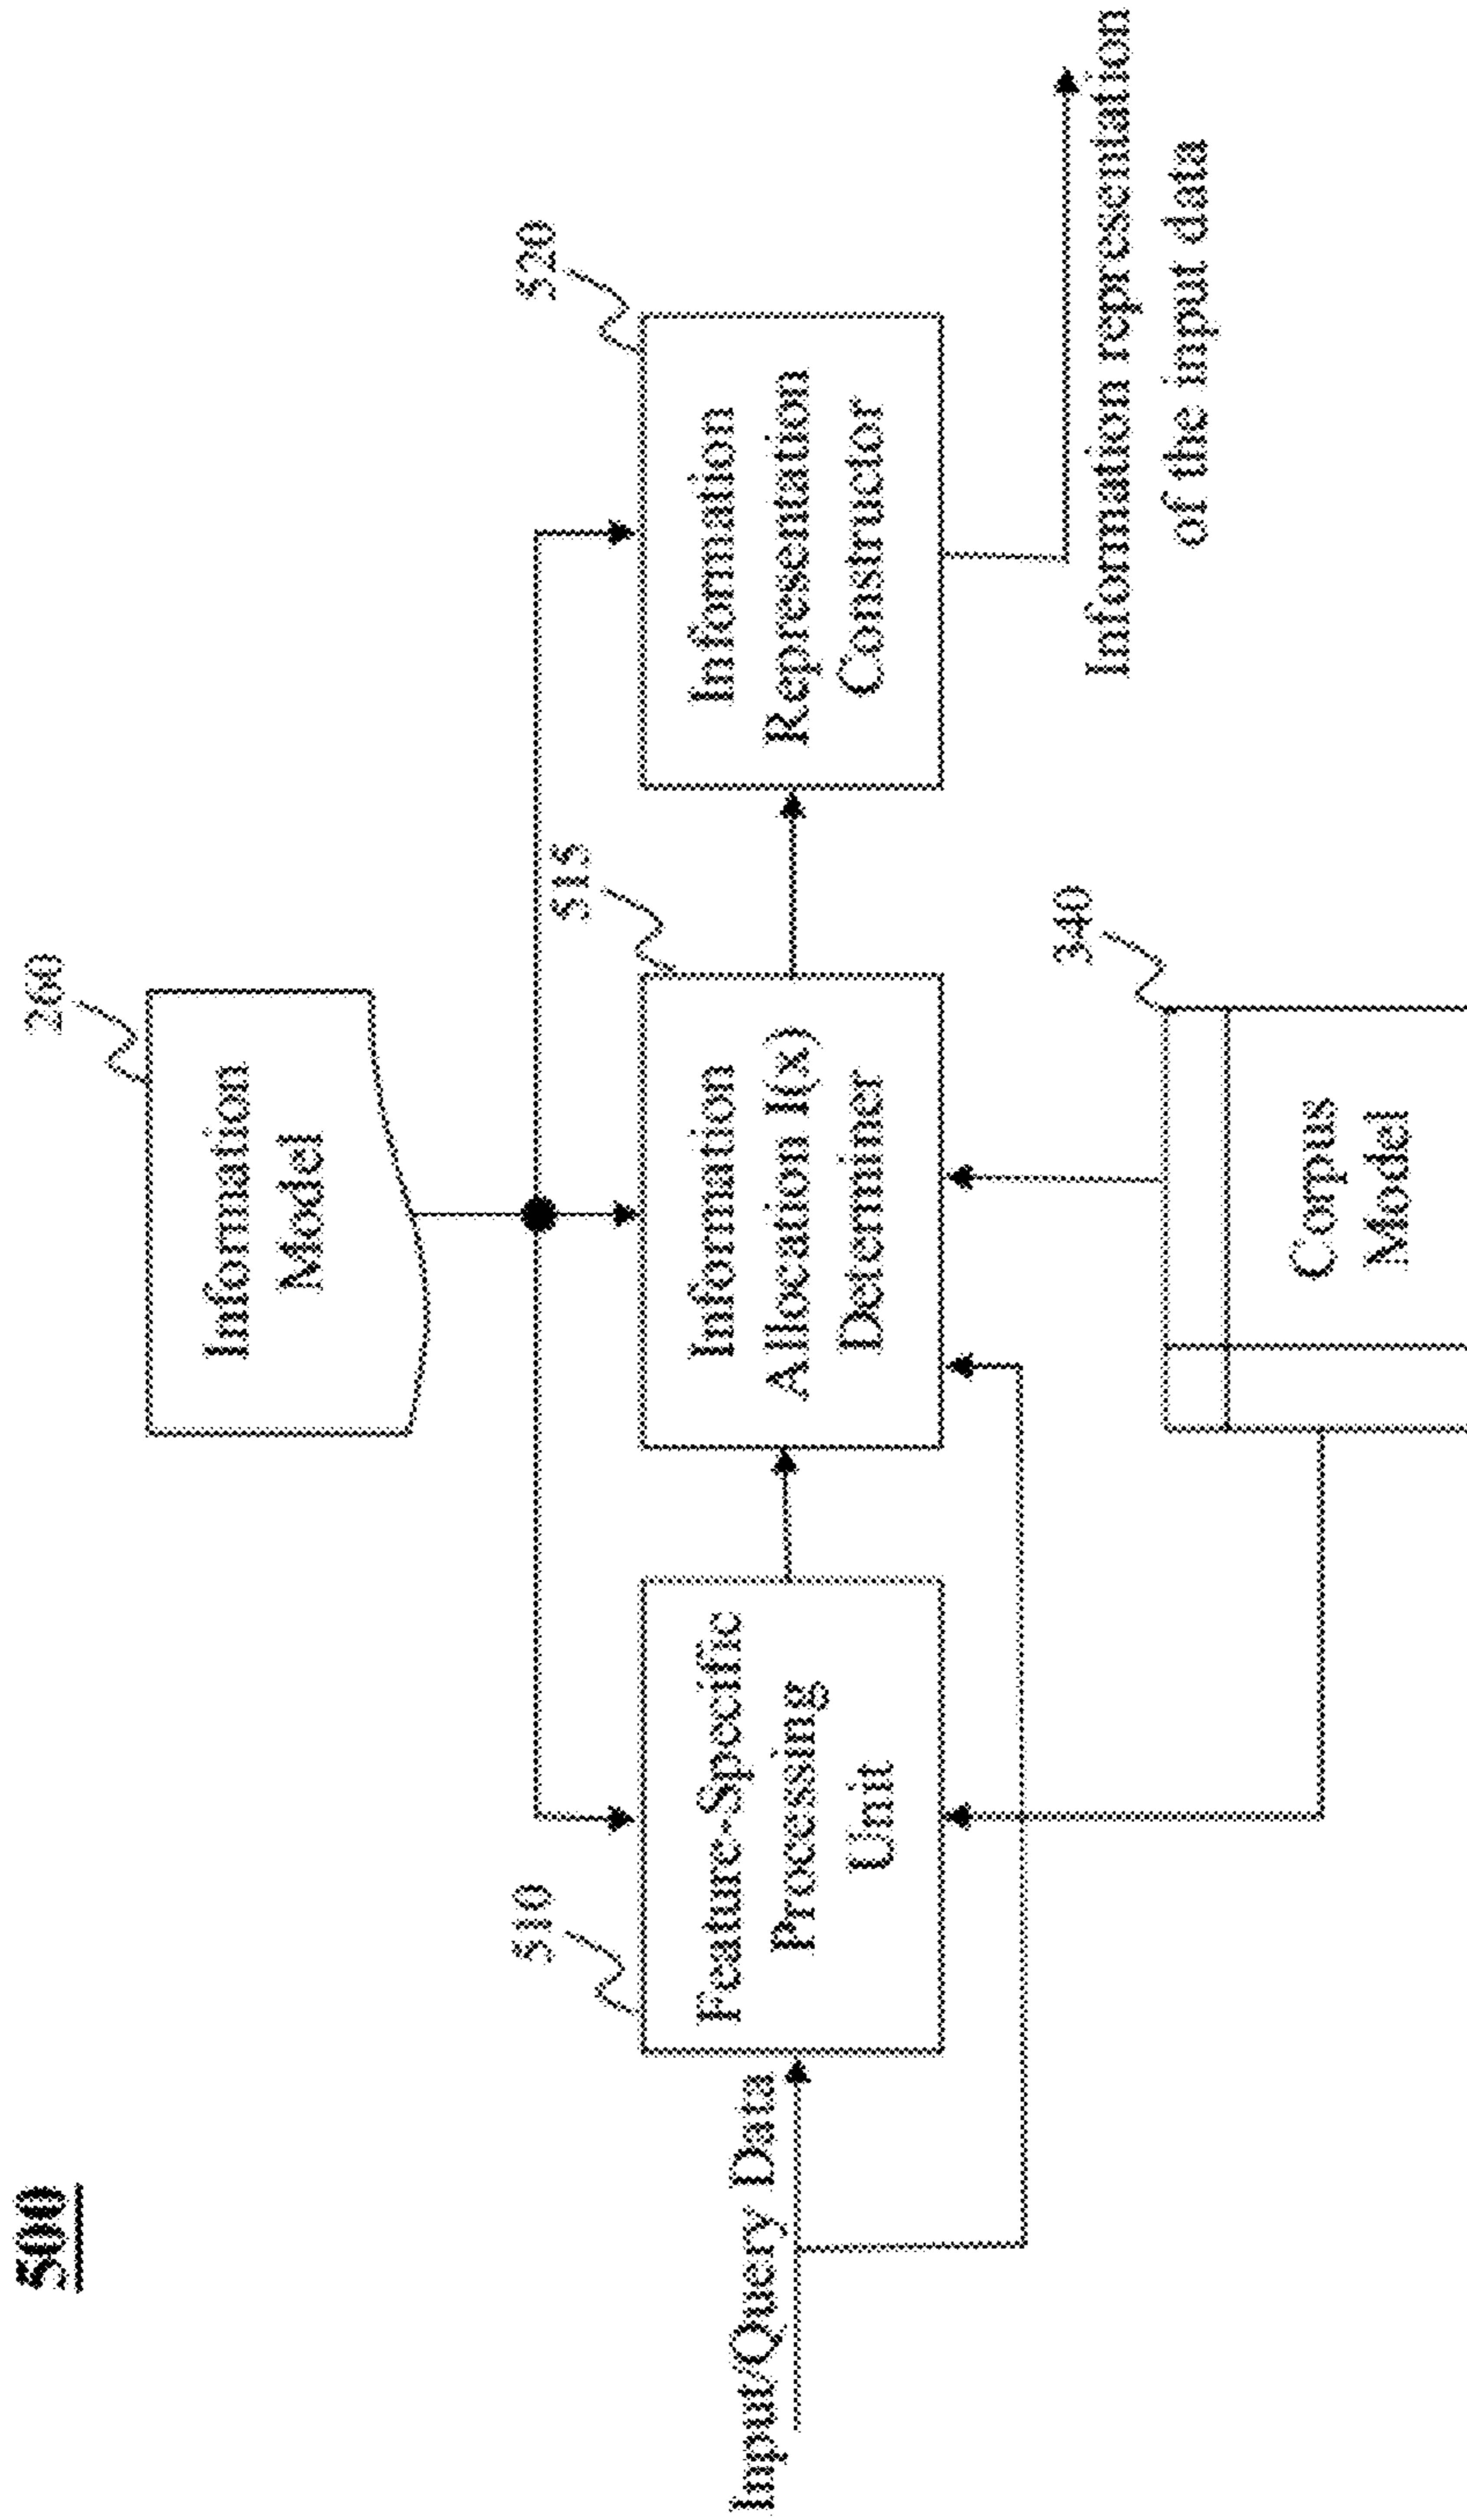 500
260
Information
Model
510
515
520
Input/Query Data
Feature-Specific
Processing
Unit
Information
Allocation I(x)
Determiner
Information
Representation
Constructor
340
Corpus
Model
Information representation
of the input data